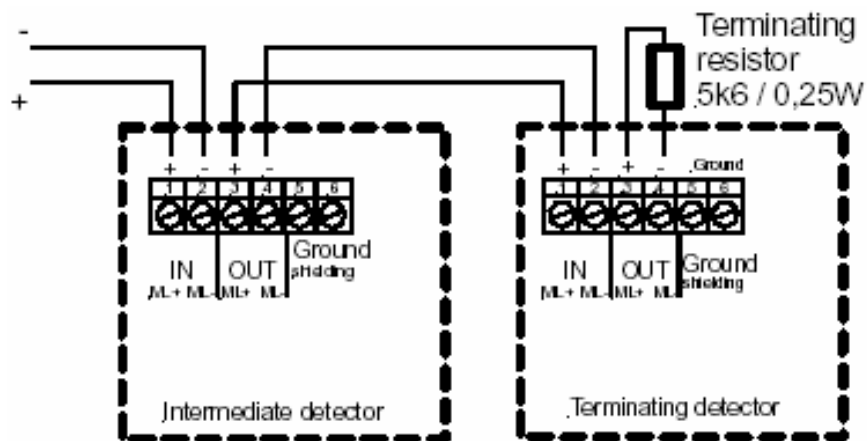 -
+
Terminating
resistor
5k6 / 0,25W
+ - + -
1 2 3 4 5 6
IN OUT Ground
shielding
ML+ ML- ML+ ML-
Intermediate detector
+ - + - Ground
1 2 3 4 5 6
IN OUT Ground
shielding
ML+ ML- ML+ ML-
Terminating detector